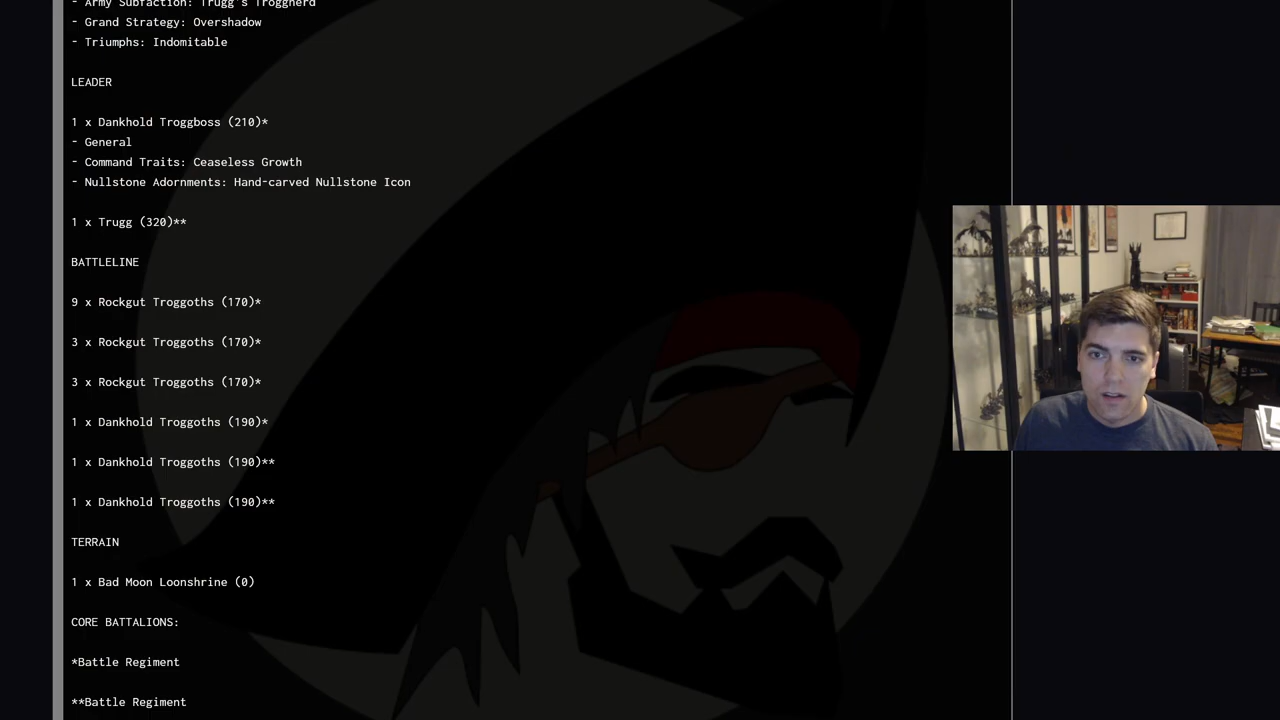 - Army Subfaction: Trugg's Troggherd
- Grand Strategy: Overshadow
- Triumphs: Indomitable
LEADER
1 x Dankhold Troggboss (210)*
- General
- Command Traits: Ceaseless Growth
- Nullstone Adornments: Hand-carved Nullstone Icon
1 x Trugg (320)**
BATTLELINE
9 x Rockgut Troggoths (170)*
3 x Rockgut Troggoths (170)*
3 x Rockgut Troggoths (170)*
1 x Dankhold Troggoths (190)*
1 x Dankhold Troggoths (190)**
1 x Dankhold Troggoths (190)**
TERRAIN
1 x Bad Moon Loonshrine (0)
CORE BATTALIONS:
*Battle Regiment
**Battle Regiment